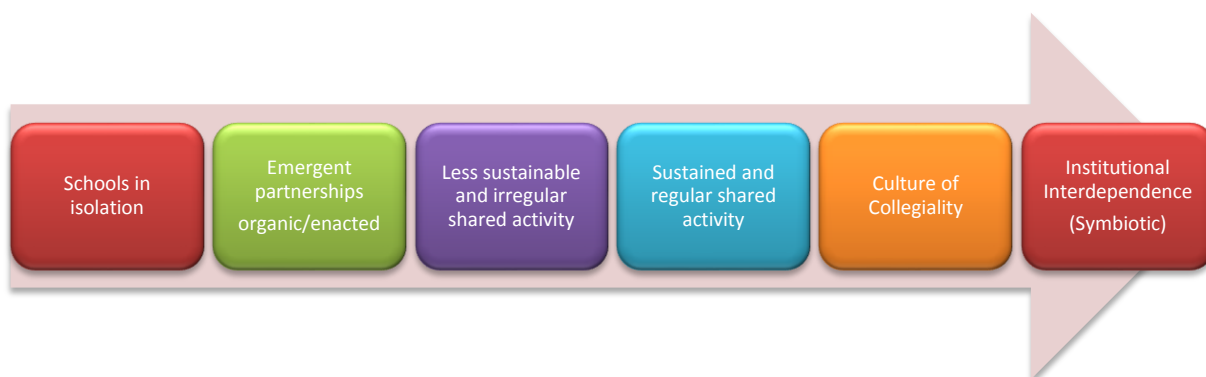 Schools in
isolation
Emergent
partnerships
organic/enacted
Less sustainable
and irregular
shared activity
Sustained and
regular shared
activity
Culture of
Collegiality
Institutional
Interdependence
(Symbiotic)